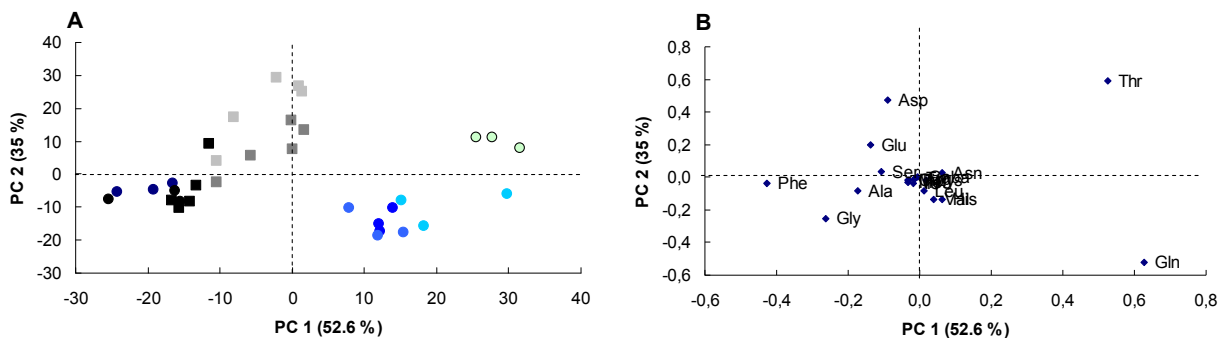 A
PC 2 (35 %)
40
30
20
10
0
-10
-20
-30
-30
-20
-10
0
10
20
30
40
PC 1 (52.6 %)
B
PC 2 (35 %)
0,8
0,6
0,4
0,2
0,0
-0,2
-0,4
-0,6
Thr
Asp
Glu
Ser
Asn
Phe
Ala
Leu
Gly
Gln
-0,6
-0,4
-0,2
0,0
0,2
0,4
0,6
0,8
PC 1 (52.6 %)